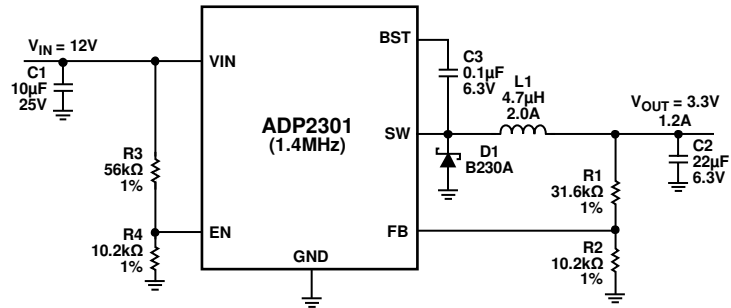 V_IN = 12V
C1
10µF
25V
R3
56kΩ
1%
R4
10.2kΩ
1%
VIN
EN
ADP2301
(1.4MHz)
GND
BST
SW
FB
C3
0.1µF
6.3V
L1
4.7µH
2.0A
D1
B230A
V_OUT = 3.3V
1.2A
C2
22µF
6.3V
R1
31.6kΩ
1%
R2
10.2kΩ
1%